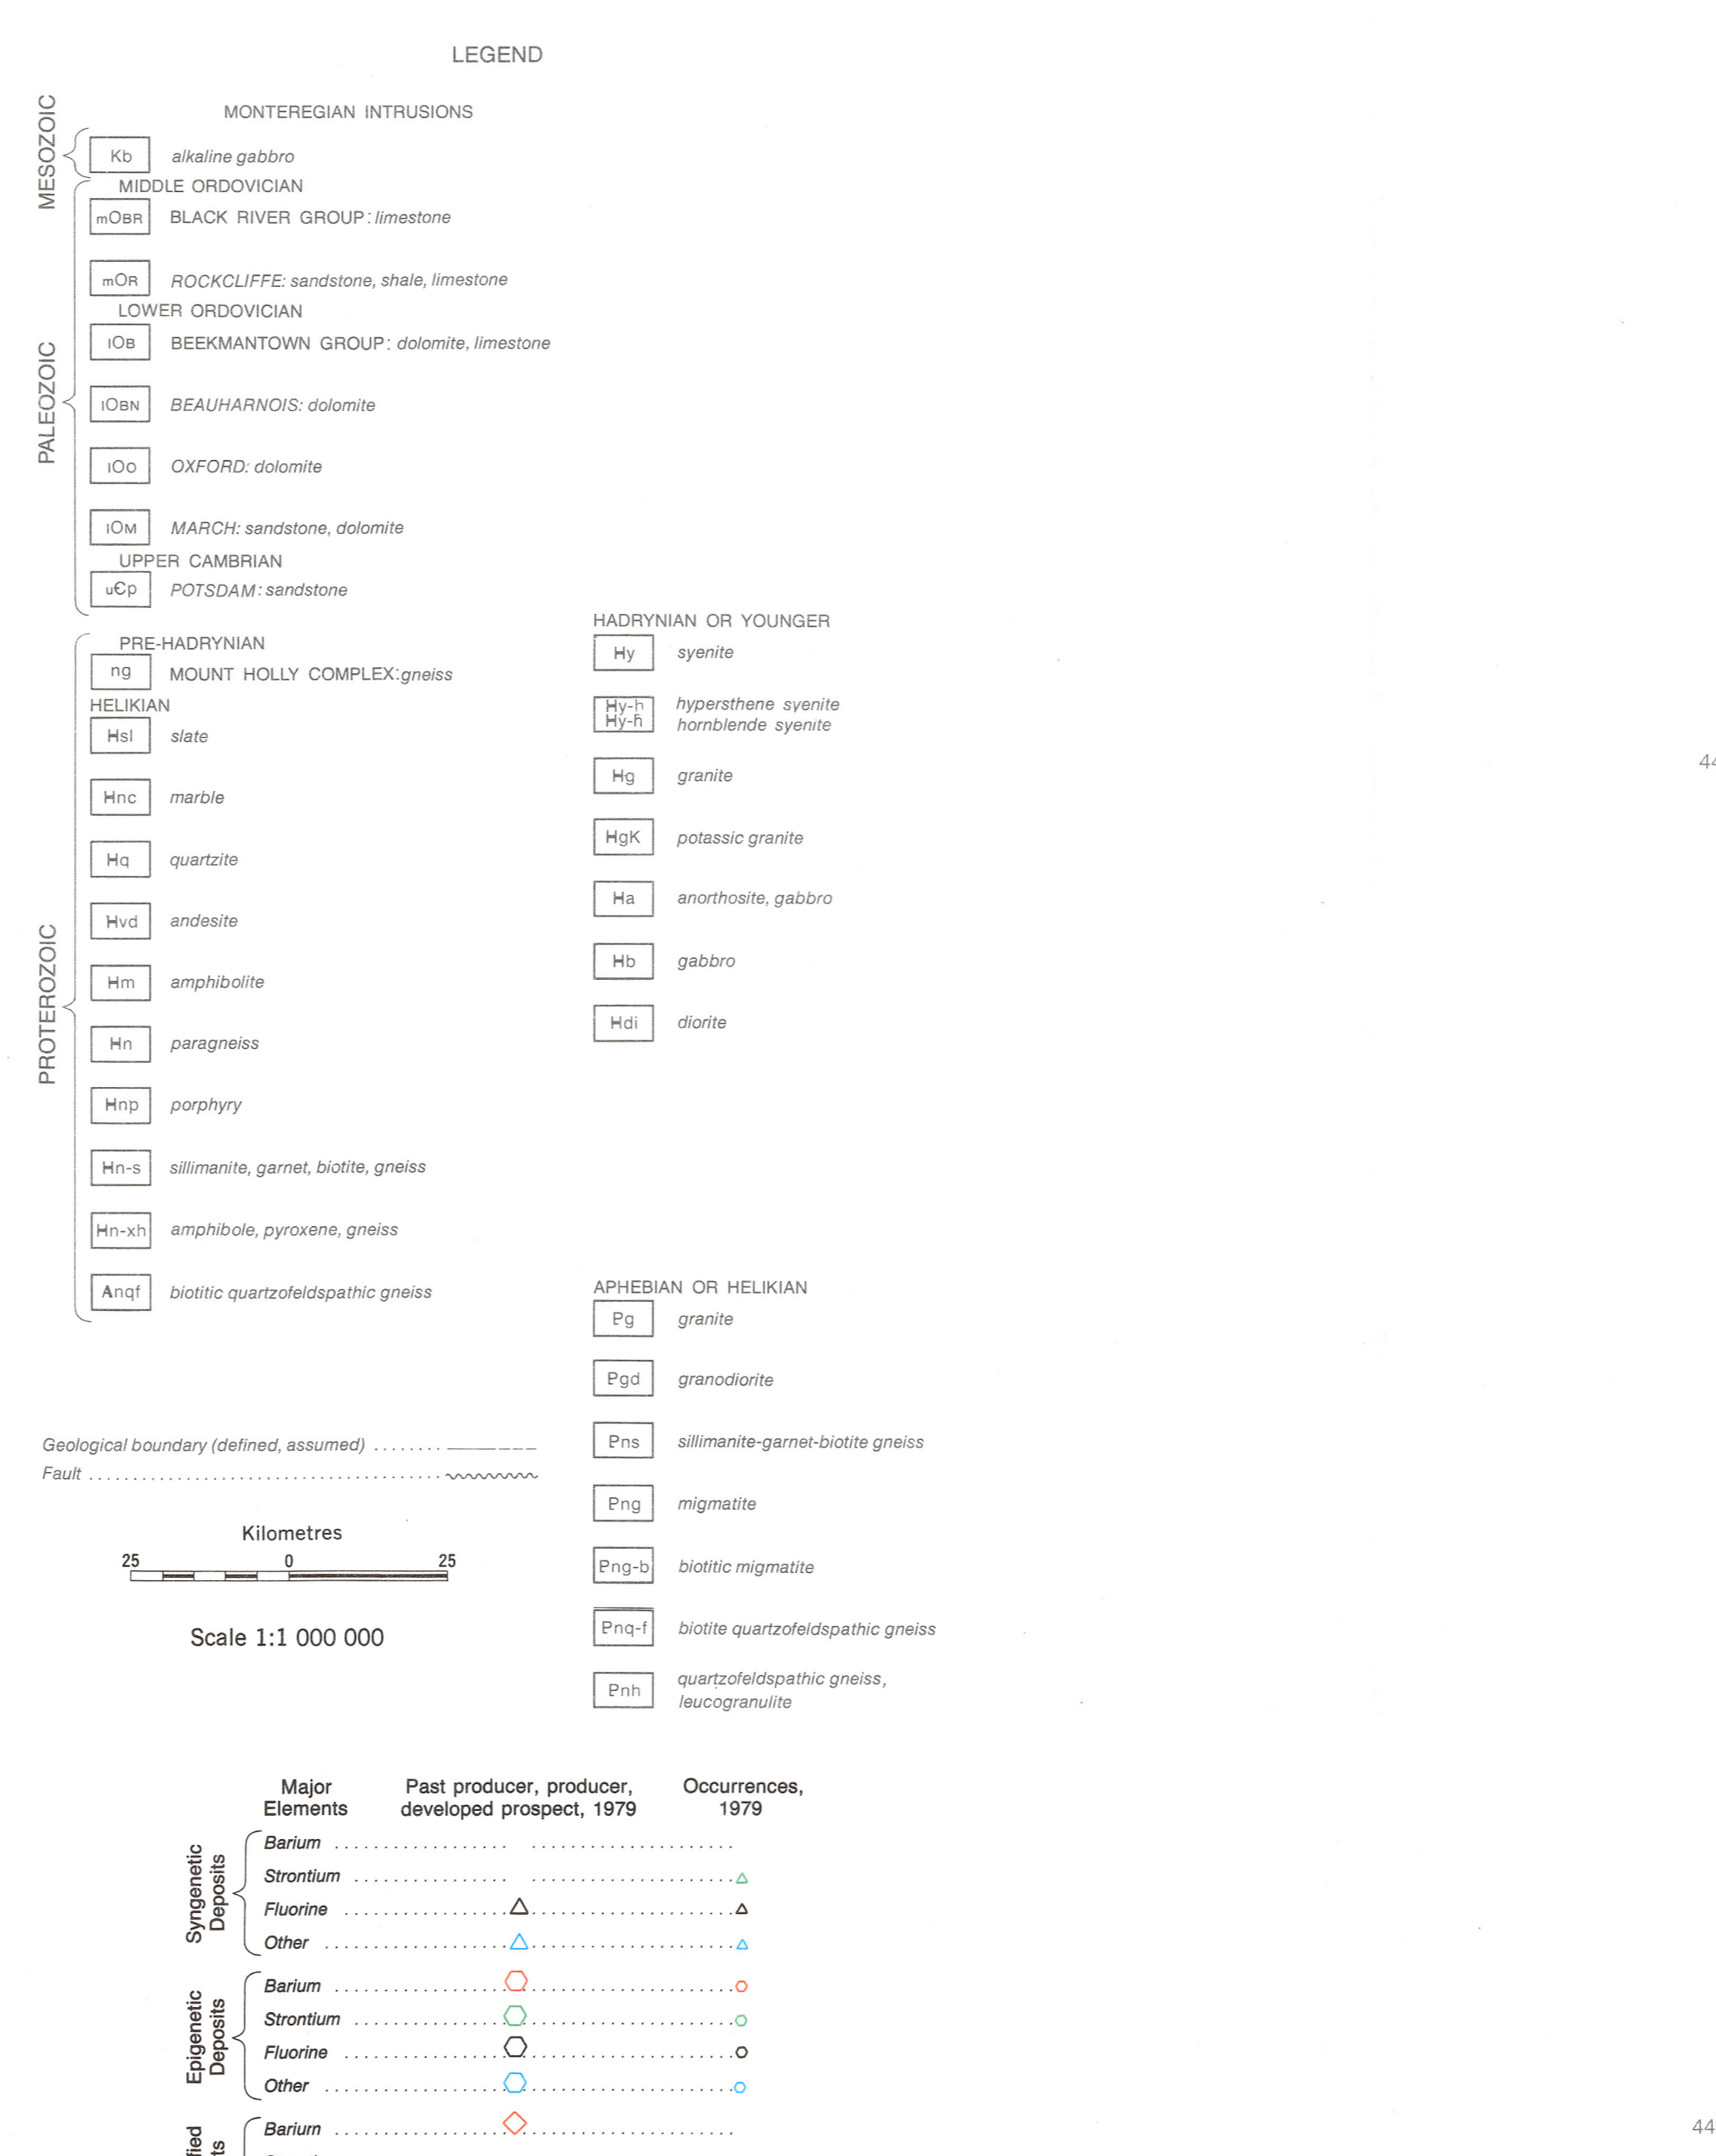 LEGEND
MESOZOIC
MONTEREGIAN INTRUSIONS
Kb alkaline gabbro
PALEOZOIC
MIDDLE ORDOVICIAN
mOBR BLACK RIVER GROUP: limestone
mOR ROCKCLIFFE: sandstone, shale, limestone
LOWER ORDOVICIAN
lOB BEEKMANTOWN GROUP: dolomite, limestone
lOBN BEAUHARNOIS: dolomite
lOO OXFORD: dolomite
lOM MARCH: sandstone, dolomite
UPPER CAMBRIAN
uЄp POTSDAM: sandstone
PROTEROZOIC
PRE-HADRYNIAN
ng MOUNT HOLLY COMPLEX: gneiss
HELIKIAN
Hsl slate
Hnc marble
Hq quartzite
Hvd andesite
Hm amphibolite
Hn paragneiss
Hnp porphyry
Hn-s sillimanite, garnet, biotite, gneiss
Hn-xh amphibole, pyroxene, gneiss
Anqf biotitic quartzofeldspathic gneiss
HADRYNIAN OR YOUNGER
Hy syenite
Hy-h hypersthene syenite
Hy-ħ hornblende syenite
Hg granite
HgK potassic granite
Ha anorthosite, gabbro
Hb gabbro
Hdi diorite
APHEBIAN OR HELIKIAN
Pg granite
Pgd granodiorite
Pns sillimanite-garnet-biotite gneiss
Png migmatite
Png-b biotitic migmatite
Pnq-f biotite quartzofeldspathic gneiss
Pnh quartzofeldspathic gneiss,
leucogranulite
Geological boundary (defined, assumed) ........
Fault ........................................
Kilometres
25 0 25
Scale 1:1 000 000
Major Elements
Past producer, producer, developed prospect, 1979
Occurrences, 1979
Syngenetic Deposits
Barium
Strontium
Fluorine
Other
Epigenetic Deposits
Barium
Strontium
Fluorine
Other
Barium
44
44